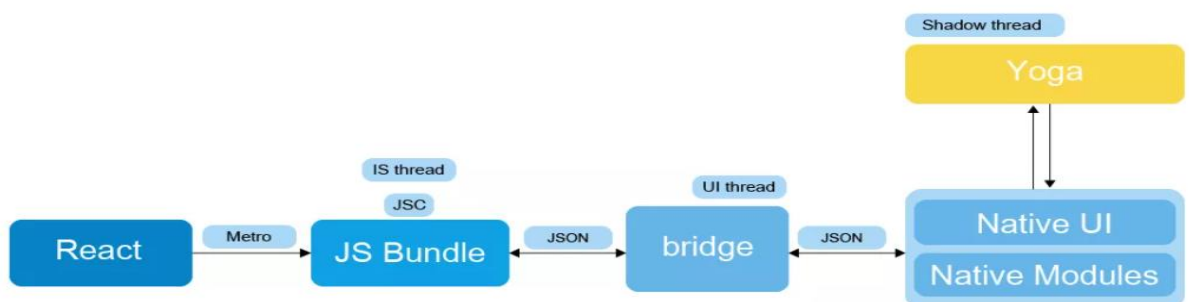 Shadow thread
Yoga
IS thread
UI thread
JSC
React
Metro
JS Bundle
JSON
bridge
JSON
Native UI
Native Modules